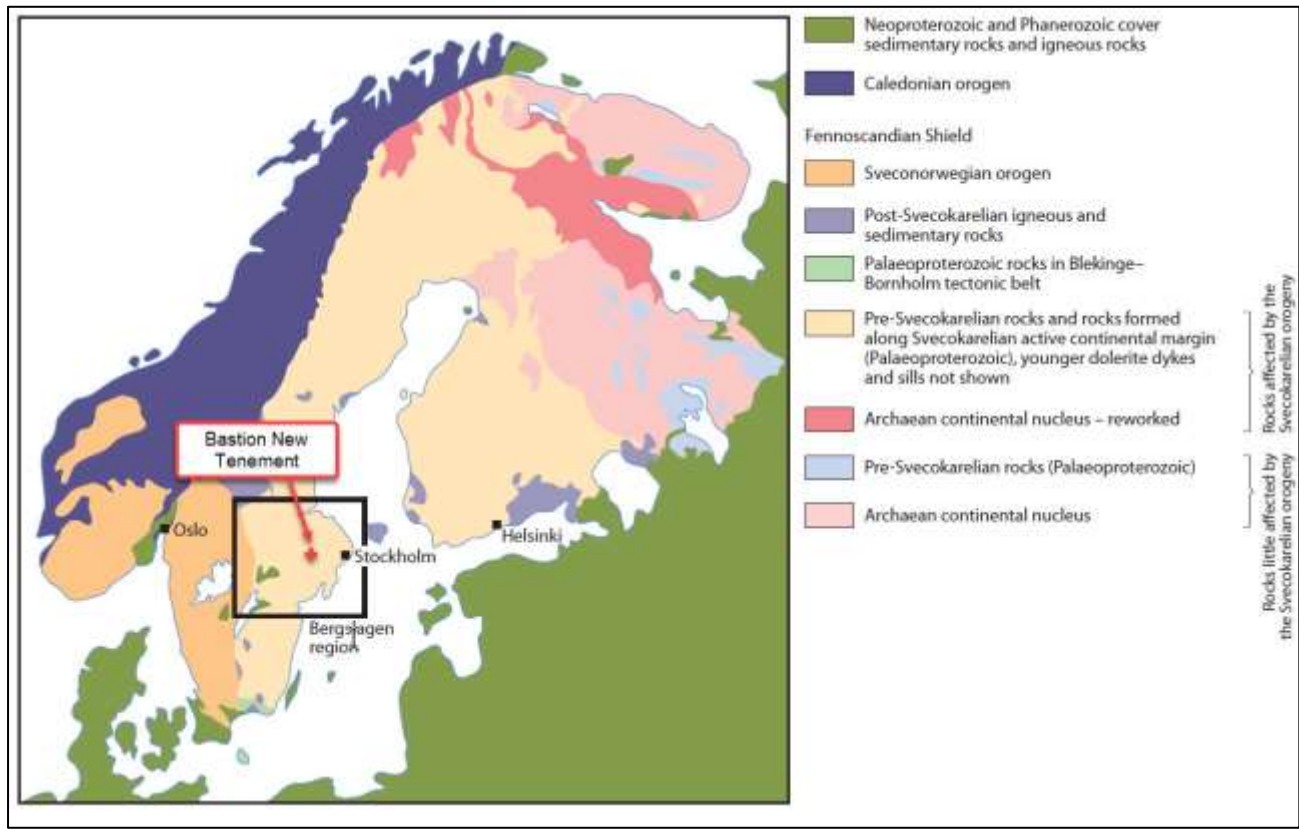 Neoproterozoic and Phanerozoic cover
sedimentary rocks and igneous rocks
Caledonian orogen
Fennoscandian Shield
Sveconorwegian orogen
Post-Svecokarelian igneous and
sedimentary rocks
Palaeoproterozoic rocks in Blekinge–
Bornholm tectonic belt
Pre-Svecokarelian rocks and rocks formed
along Svecokarelian active continental margin
(Palaeoproterozoic), younger dolerite dykes
and sills not shown
Archaean continental nucleus – reworked
Rocks affected by the
Svecokarelian orogeny
Pre-Svecokarelian rocks (Palaeoproterozoic)
Archaean continental nucleus
Rocks little affected by
the Svecokarelian orogeny
Bastion New
Tenement
Oslo
Stockholm
Helsinki
Bergslagen
region